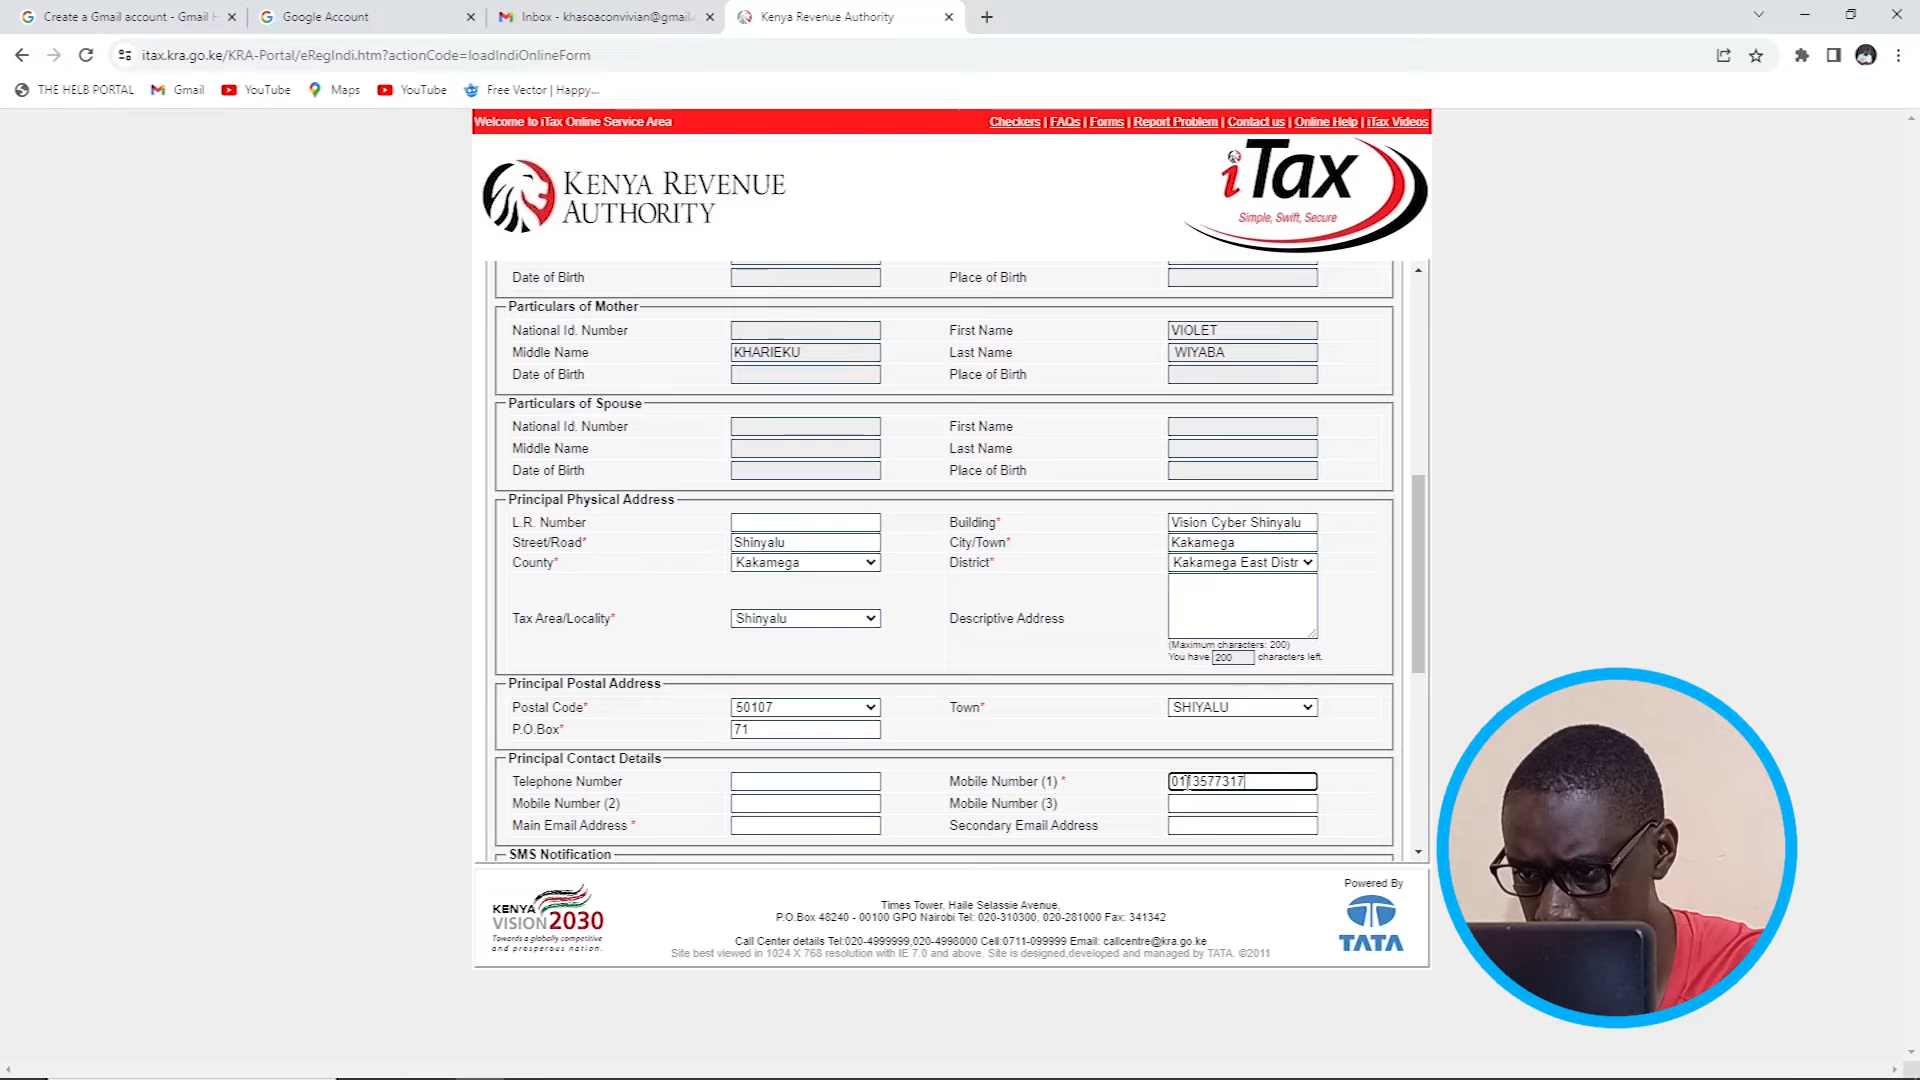 Create a Gmail account - Gmail H
Google Account
Inbox - khasoaconvivian@gmail.
Kenya Revenue Authority
itax.kra.go.ke/KRA-Portal/eRegIndi.htm?actionCode=loadIndiOnlineForm
THE HELB PORTAL Gmail YouTube Maps YouTube Free Vector | Happy...
Welcome to iTax Online Service Area
Checkers | FAQs | Forms | Report Problem | Contact us | Online Help | iTax Videos
KENYA REVENUE
AUTHORITY
iTax
Simple, Swift, Secure
Date of Birth Place of Birth
Particulars of Mother
National Id. Number First Name VIOLET
Middle Name KHARIEKU Last Name WIYABA
Date of Birth Place of Birth
Particulars of Spouse
National Id. Number First Name
Middle Name Last Name
Date of Birth Place of Birth
Principal Physical Address
L.R. Number Building* Vision Cyber Shinyalu
Street/Road* Shinyalu City/Town* Kakamega
County* Kakamega District* Kakamega East Distr
Tax Area/Locality* Shinyalu Descriptive Address
(Maximum characters: 200)
You have 200 characters left.
Principal Postal Address
Postal Code* 50107 Town* SHIYALU
P.O.Box* 71
Principal Contact Details
Telephone Number Mobile Number (1) * 0113577317
Mobile Number (2) Mobile Number (3)
Main Email Address * Secondary Email Address
SMS Notification
KENYA
VISION 2030
Towards a globally competitive
and prosperous nation.
Times Tower, Haile Selassie Avenue,
P.O.Box 48240 - 00100 GPO Nairobi Tel: 020-310300, 020-281000 Fax: 341342
Call Center details Tel:020-4999999,020-4998000 Cell:0711-099999 Email: callcentre@kra.go.ke
Site best viewed in 1024 X 768 resolution with IE 7.0 and above. Site is designed,developed and managed by TATA. ©2011
Powered By
TATA